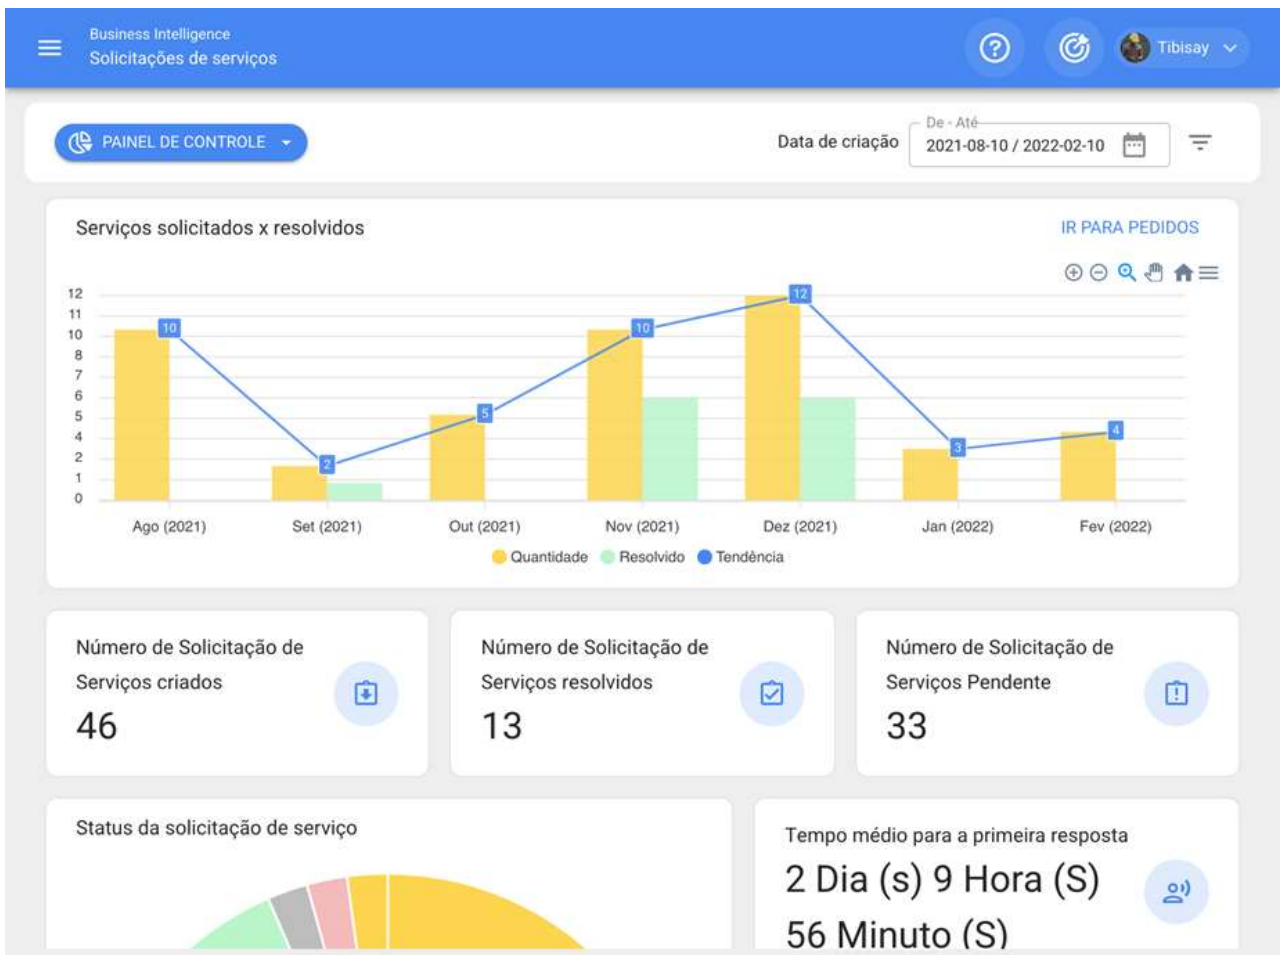 Business Intelligence
Solicitações de serviços
Tibisay
PAINEL DE CONTROLE
Data de criação
De - Até
2021-08-10 / 2022-02-10
Serviços solicitados x resolvidos
IR PARA PEDIDOS
12
11
10
8
7
6
5
4
2
1
0
10
2
5
10
12
3
4
Ago (2021)
Set (2021)
Out (2021)
Nov (2021)
Dez (2021)
Jan (2022)
Fev (2022)
Quantidade
Resolvido
Tendência
Número de Solicitação de
Serviços criados
46
Número de Solicitação de
Serviços resolvidos
13
Número de Solicitação de
Serviços Pendente
33
Status da solicitação de serviço
Tempo médio para a primeira resposta
2 Dia (s) 9 Hora (S)
56 Minuto (S)